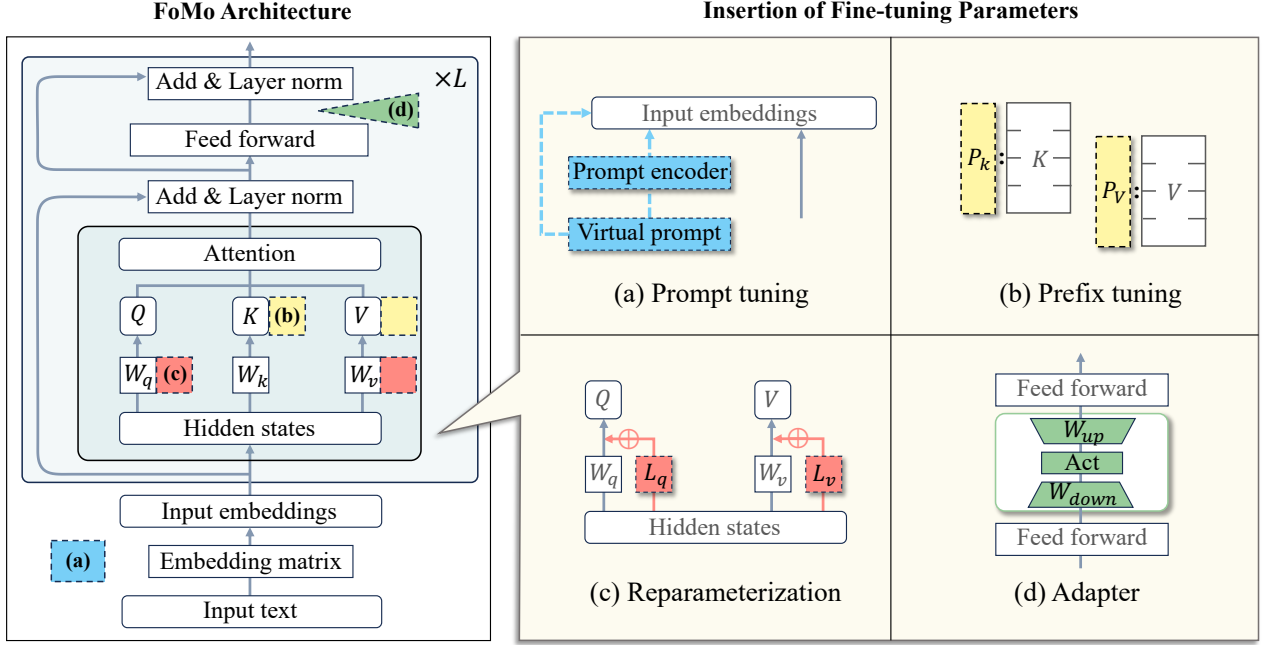 FoMo Architecture
×L
Add & Layer norm
(d)
Feed forward
Add & Layer norm
Attention
Q
K
(b)
V
W_q
(c)
W_k
W_v
Hidden states
Input embeddings
(a)
Embedding matrix
Input text
Insertion of Fine-tuning Parameters
Input embeddings
Prompt encoder
Virtual prompt
(a) Prompt tuning
P_k : K
P_V : V
(b) Prefix tuning
Q
V
W_q
L_q
W_v
L_v
Hidden states
(c) Reparameterization
Feed forward
W_up
Act
W_down
Feed forward
(d) Adapter